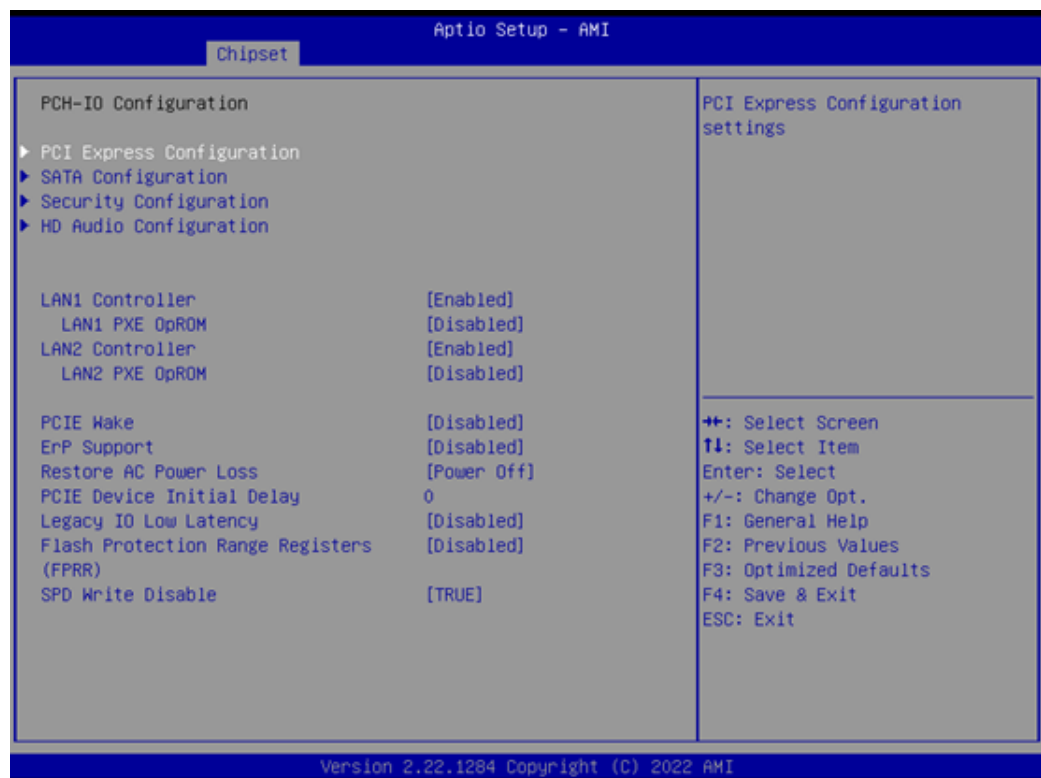 Aptio Setup – AMI
Chipset
PCH-IO Configuration
PCI Express Configuration
SATA Configuration
Security Configuration
HD Audio Configuration
LAN1 Controller [Enabled]
LAN1 PXE OpROM [Disabled]
LAN2 Controller [Enabled]
LAN2 PXE OpROM [Disabled]
PCIE Wake [Disabled]
ErP Support [Disabled]
Restore AC Power Loss [Power Off]
PCIE Device Initial Delay 0
Legacy IO Low Latency [Disabled]
Flash Protection Range Registers [Disabled]
(FPRR)
SPD Write Disable [TRUE]
PCI Express Configuration
settings
→←: Select Screen
↑↓: Select Item
Enter: Select
+/-: Change Opt.
F1: General Help
F2: Previous Values
F3: Optimized Defaults
F4: Save & Exit
ESC: Exit
Version 2.22.1284 Copyright (C) 2022 AMI